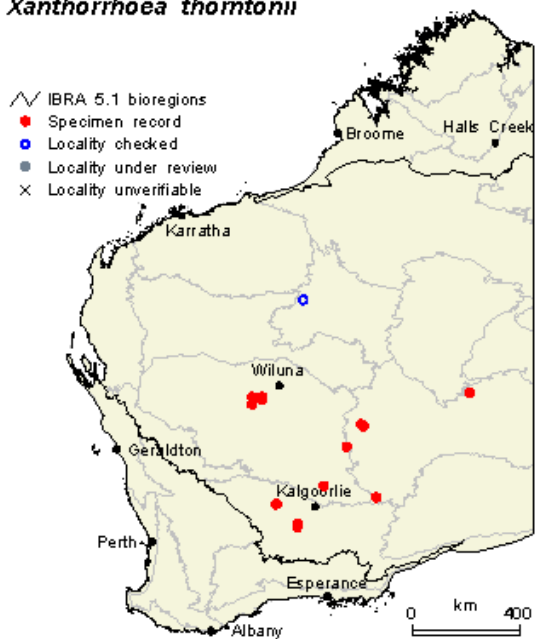 Xanthorrhoea thorntonii
IBRA 5.1 bioregions
Specimen record
Locality checked
Locality under review
Locality unverifiable
Broome
Halls Creek
Karratha
Wiluna
Geraldton
Kalgoorlie
Perth
Esperance
Albany
km
0 400